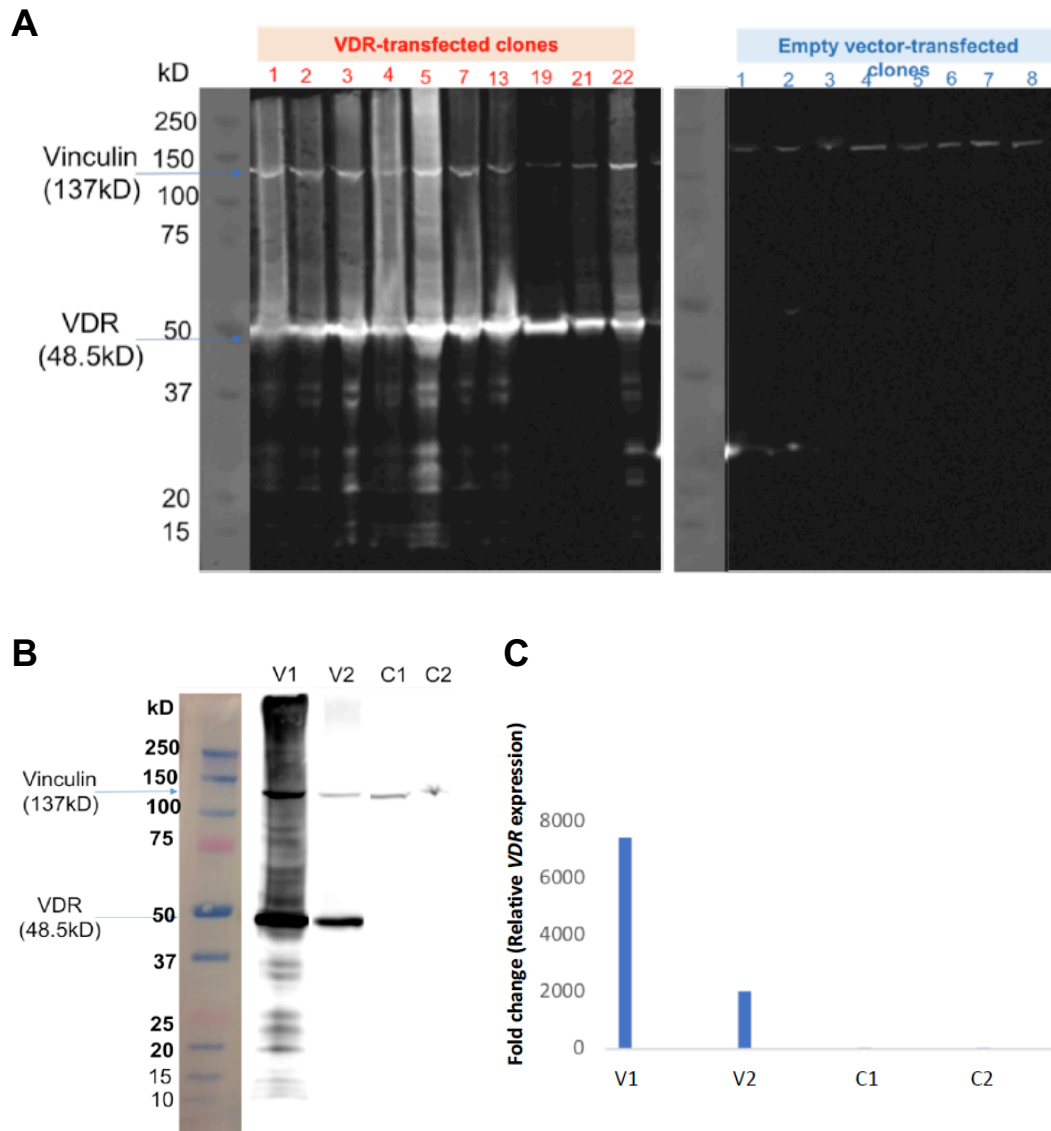 A
VDR-transfected clones
Empty vector-transfected
clones
kD
1 2 3 4 5 7 13 19 21 22
1 2 3 4 5 6 7 8
250
Vinculin
150
(137kD)
100
75
VDR
50
(48.5kD)
37
20
15
B
V1 V2 C1 C2
kD
250
Vinculin
150
(137kD)
100
75
VDR
50
(48.5kD)
37
25
20
15
10
C
Fold change (Relative VDR expression)
8000
6000
4000
2000
0
V1 V2 C1 C2